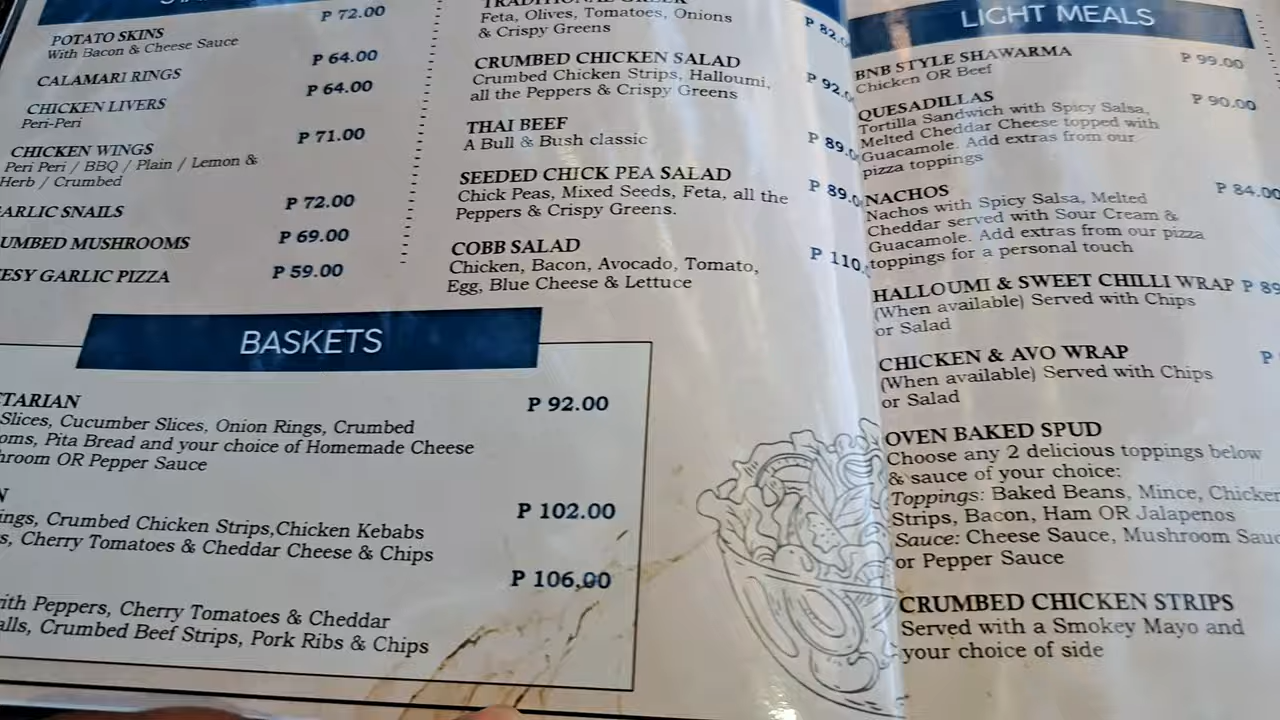 P 72.00
POTATO SKINS
With Bacon & Cheese Sauce
P 64.00
CALAMARI RINGS
P 64.00
CHICKEN LIVERS
Peri-Peri
P 71.00
CHICKEN WINGS
Peri Peri / BBQ / Plain / Lemon &
Herb / Crumbed
ARLIC SNAILS P 72.00
UMBED MUSHROOMS P 69.00
ESY GARLIC PIZZA P 59.00
Feta, Olives, Tomatoes, Onions
& Crispy Greens
P 82.0
CRUMBED CHICKEN SALAD
Crumbed Chicken Strips, Halloumi,
all the Peppers & Crispy Greens
P 92.0
THAI BEEF
A Bull & Bush classic
P 89.0
SEEDED CHICK PEA SALAD
Chick Peas, Mixed Seeds, Feta, all the
Peppers & Crispy Greens.
P 89.0
COBB SALAD
Chicken, Bacon, Avocado, Tomato,
Egg, Blue Cheese & Lettuce
P 110.
BASKETS
TARIAN P 92.00
Slices, Cucumber Slices, Onion Rings, Crumbed
oms, Pita Bread and your choice of Homemade Cheese
hroom OR Pepper Sauce
N P 102.00
ings, Crumbed Chicken Strips,Chicken Kebabs
s, Cherry Tomatoes & Cheddar Cheese & Chips
P 106.00
ith Peppers, Cherry Tomatoes & Cheddar
alls, Crumbed Beef Strips, Pork Ribs & Chips
LIGHT MEALS
BNB STYLE SHAWARMA P 99.00
Chicken OR Beef
QUESADILLAS P 90.00
Tortilla Sandwich with Spicy Salsa,
Melted Cheddar Cheese topped with
Guacamole. Add extras from our
pizza toppings
NACHOS P 84.00
Nachos with Spicy Salsa, Melted
Cheddar served with Sour Cream &
Guacamole. Add extras from our pizza
toppings for a personal touch
HALLOUMI & SWEET CHILLI WRAP P 89
(When available) Served with Chips
or Salad
CHICKEN & AVO WRAP P
(When available) Served with Chips
or Salad
OVEN BAKED SPUD
Choose any 2 delicious toppings below
& sauce of your choice:
Toppings: Baked Beans, Mince, Chicken
Strips, Bacon, Ham OR Jalapenos
Sauce: Cheese Sauce, Mushroom Sauc
or Pepper Sauce
CRUMBED CHICKEN STRIPS
Served with a Smokey Mayo and
your choice of side